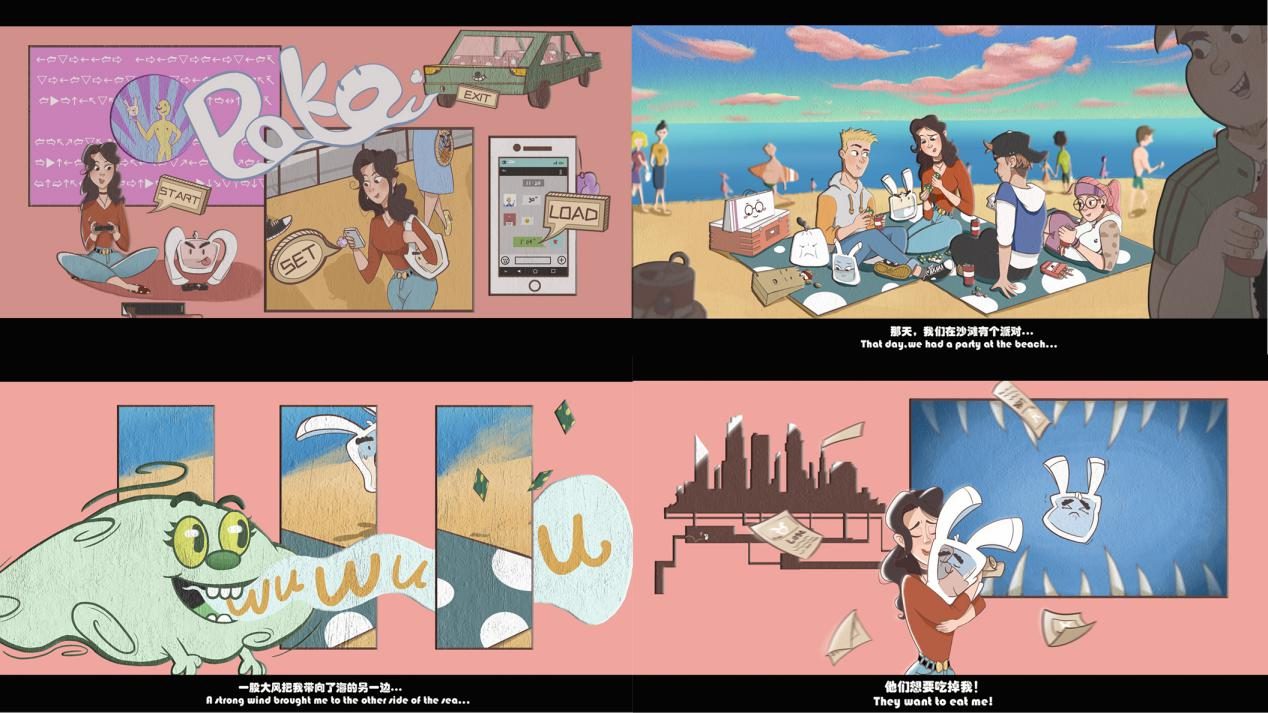 Poke
EXIT
START
SET
LOAD
那天，我们在沙滩有个派对...
That day,we had a party at the beach...
wu wu
u
一股大风把我带向了海的另一边...
A strong wind brought me to the other side of the sea...
他们想要吃掉我！
They want to eat me!